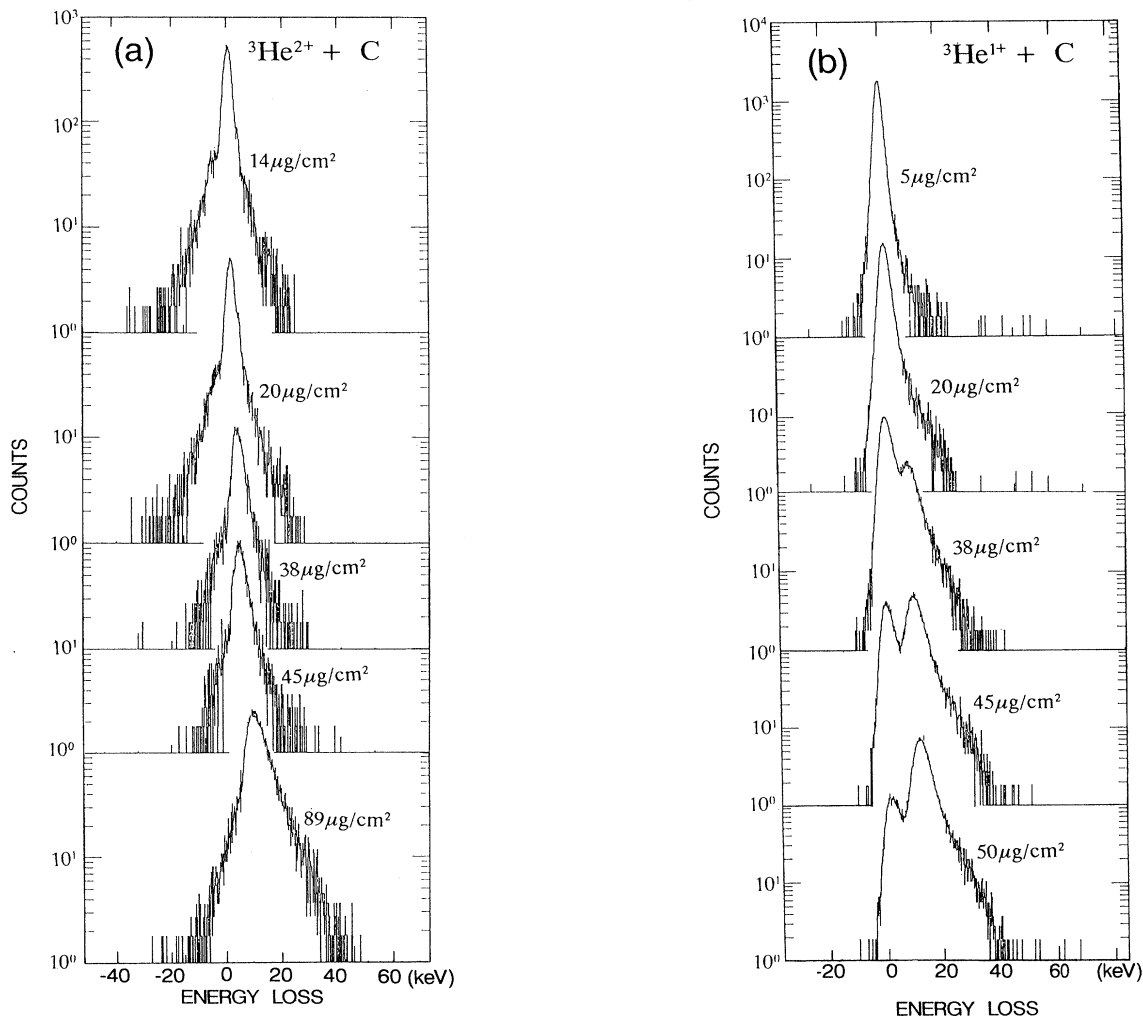 (a) ³He²⁺ + C
10³
10²
10¹
10⁰
10¹
10⁰
10¹
10⁰
10¹
10⁰
14μg/cm²
20μg/cm²
38μg/cm²
45μg/cm²
89μg/cm²
COUNTS
-40 -20 0 20 40 60 (keV)
ENERGY LOSS
(b) ³He¹⁺ + C
10⁴
10³
10²
10¹
10⁰
10¹
10⁰
10¹
10⁰
10¹
10⁰
10¹
10⁰
5μg/cm²
20μg/cm²
38μg/cm²
45μg/cm²
50μg/cm²
COUNTS
-20 0 20 40 60 (keV)
ENERGY LOSS